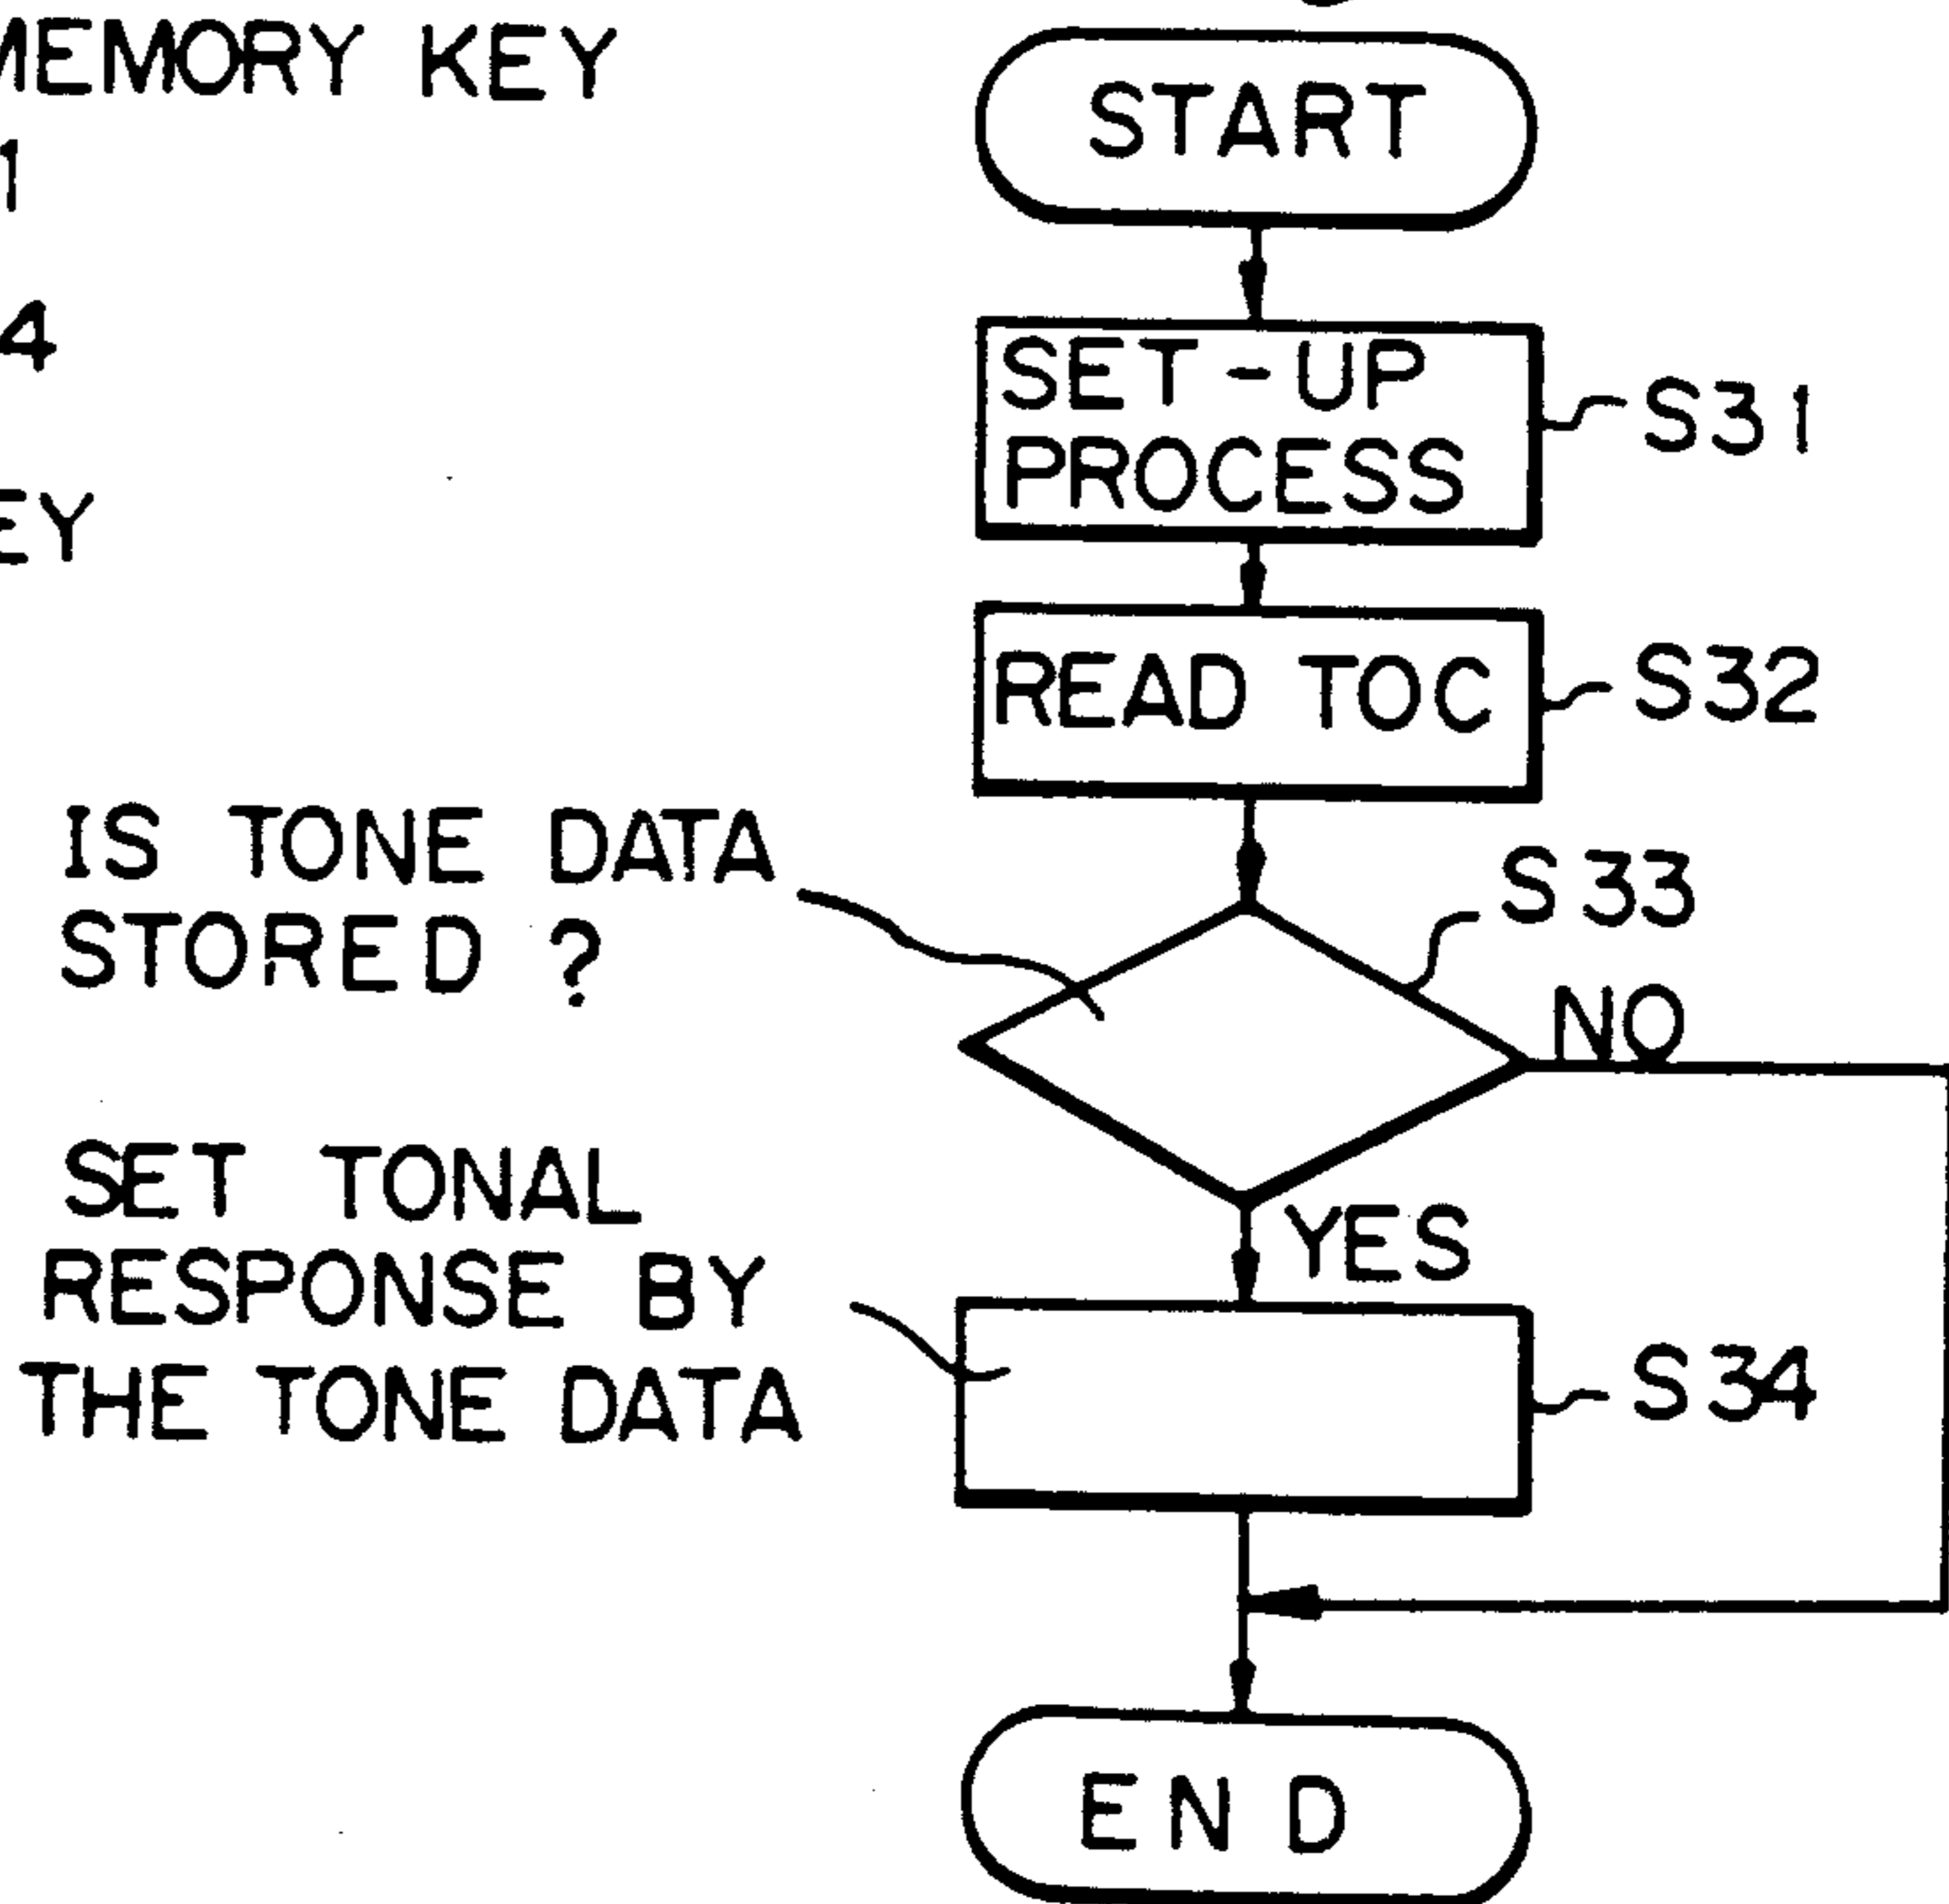 MEMORY KEY
1
4
EY
START
SET-UP
PROCESS
S31
READ TOC
S32
IS TONE DATA
STORED ?
S33
NO
YES
SET TONAL
RESPONSE BY
THE TONE DATA
S34
END